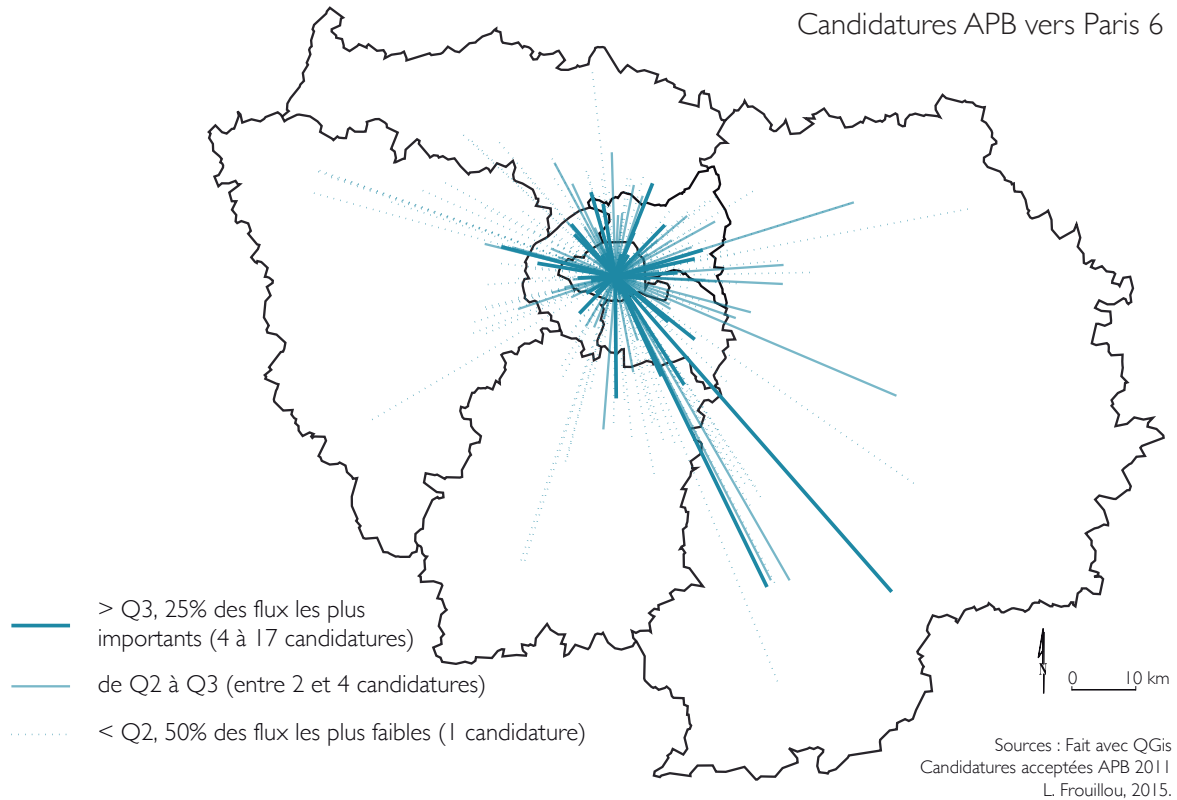 Candidatures APB vers Paris 6
> Q3, 25% des flux les plus
importants (4 à 17 candidatures)
de Q2 à Q3 (entre 2 et 4 candidatures)
< Q2, 50% des flux les plus faibles (1 candidature)
N
0 10 km
Sources : Fait avec QGis
Candidatures acceptées APB 2011
L. Frouillou, 2015.